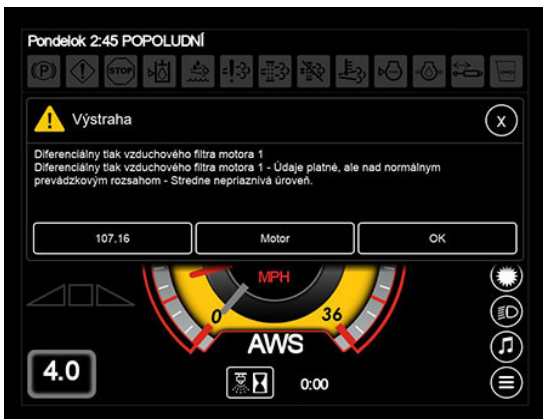 Pondelok 2:45 POPOLUDNÍ
(P) STOP
Výstraha
X
Diferenciálny tlak vzduchového filtra motora 1
Diferenciálny tlak vzduchového filtra motora 1 - Údaje platné, ale nad normálnym
prevádzkovým rozsahom - Stredne nepriaznivá úroveň.
107.16 Motor OK
MPH
0 36
AWS
4.0 0:00